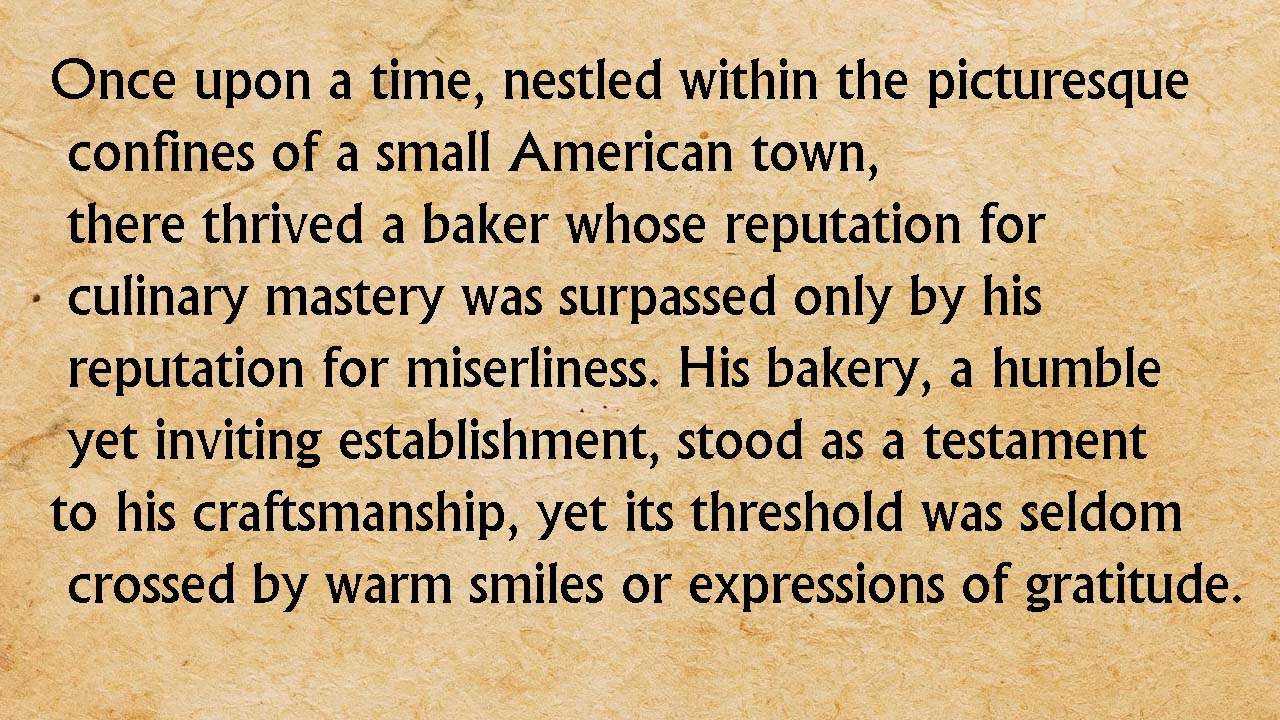 Once upon a time, nestled within the picturesque
confines of a small American town,
there thrived a baker whose reputation for
culinary mastery was surpassed only by his
reputation for miserliness. His bakery, a humble
yet inviting establishment, stood as a testament
to his craftsmanship, yet its threshold was seldom
crossed by warm smiles or expressions of gratitude.